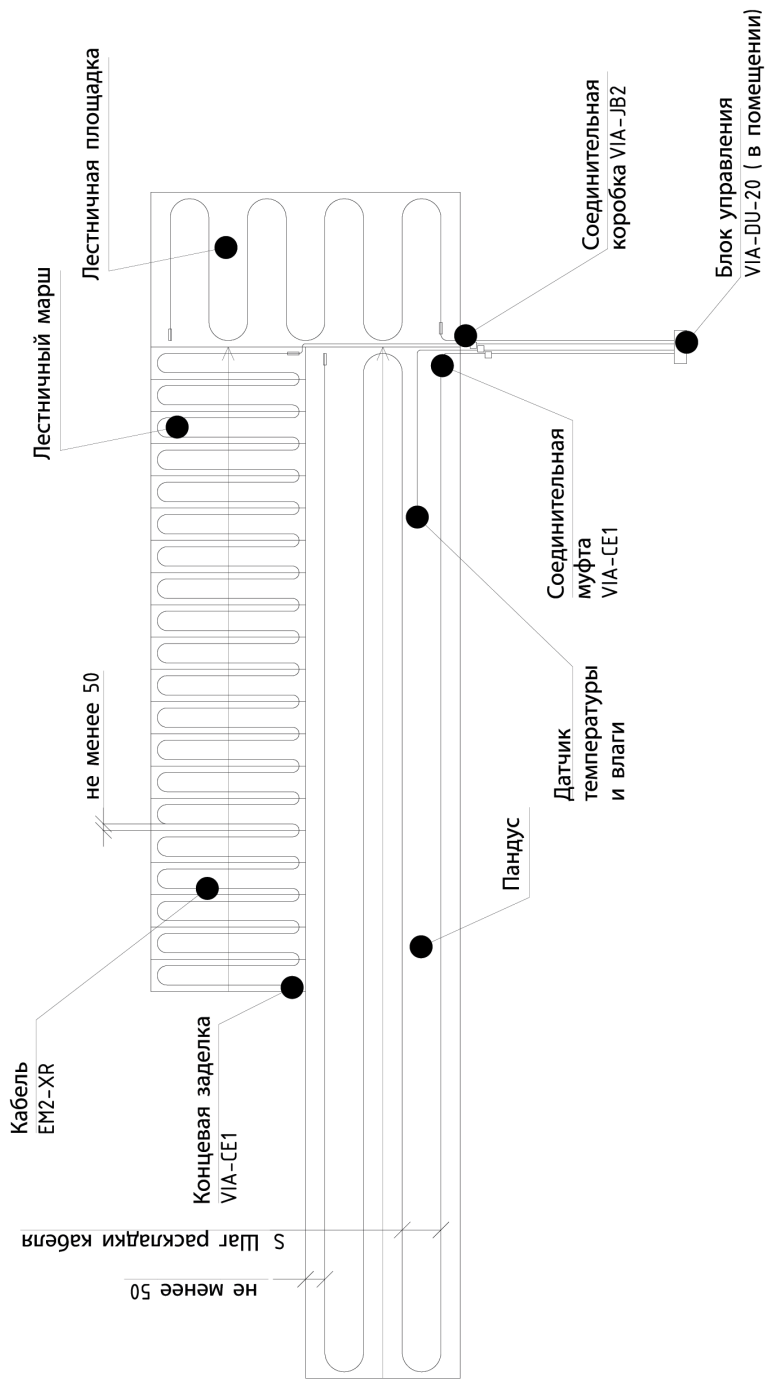 Кабель
EM2-XR
Концевая заделка
VIA-CE1
не менее 50
Лестничный марш
Лестничная площадка
S Шаг раскладки кабеля
не менее 50
Пандус
Датчик
температуры
и влаги
Соединительная
муфта
VIA-CE1
Соединительная
коробка VIA-JB2
Блок управления
VIA-DU-20 ( в помещении)